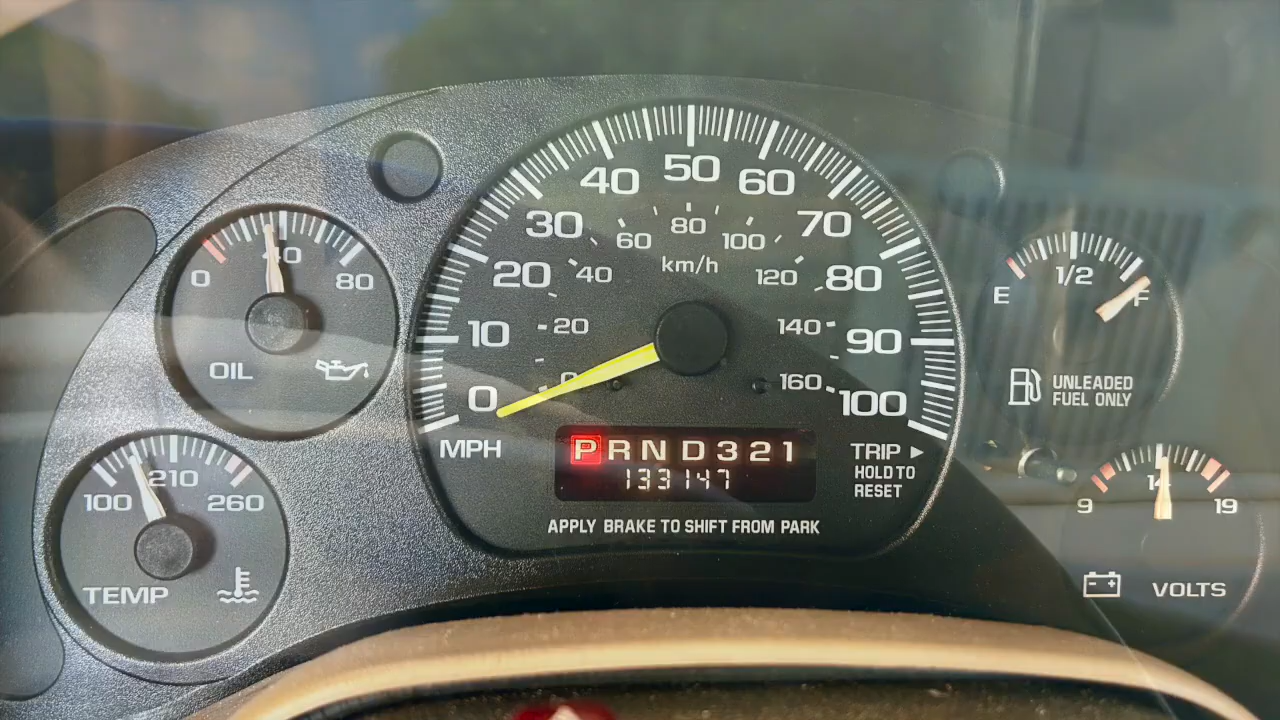 0 40 80
OIL
100 210 260
TEMP
0 10 20 30 40 50 60 70 80 90 100
MPH
0 20 40 60 80 100 120 140 160
km/h
PRND321
133147
TRIP ▶
HOLD TO
RESET
APPLY BRAKE TO SHIFT FROM PARK
E 1/2 F
UNLEADED
FUEL ONLY
9 14 19
- +
VOLTS